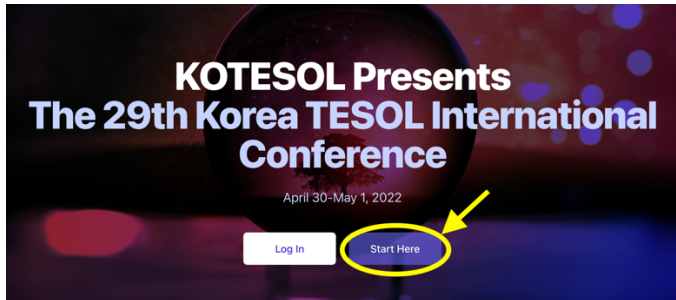 KOTESOL Presents
The 29th Korea TESOL International
Conference
April 30-May 1, 2022
Log In
Start Here